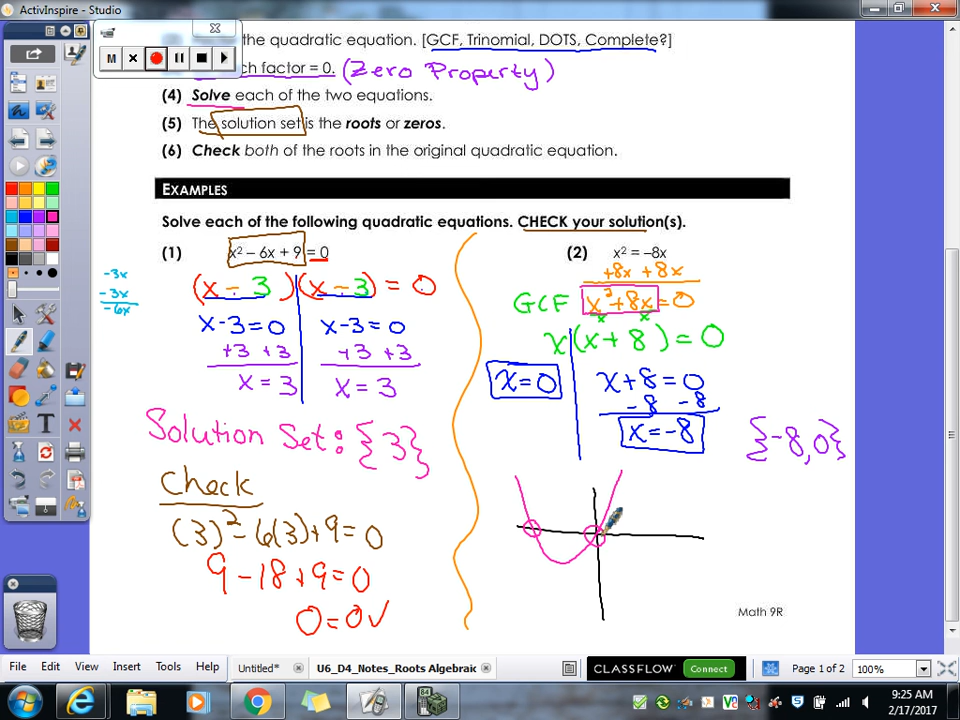 ActivInspire - Studio
the quadratic equation. [GCF, Trinomial, DOTS, Complete?]
ch factor = 0. (Zero Property)
(4) Solve each of the two equations.
(5) The solution set is the roots or zeros.
(6) Check both of the roots in the original quadratic equation.
EXAMPLES
Solve each of the following quadratic equations. CHECK your solution(s).
(1) x² – 6x + 9 = 0
-3x
-3x
-6x
(x - 3)(x - 3) = 0
x-3=0 x-3=0
+3 +3 +3 +3
x = 3 x = 3
Solution Set: {3}
Check
(3)² - 6(3) + 9 = 0
9 - 18 + 9 = 0
0 = 0 ✓
(2) x² = –8x
+8x +8x
GCF x² + 8x = 0
x x
x(x + 8) = 0
x = 0 x + 8 = 0
-8 -8
x = -8
{-8, 0}
Math 9R
File Edit View Insert Tools Help
Untitled*
U6_D4_Notes_Roots Algebraic
CLASSFLOW Connect
Page 1 of 2
100%
9:25 AM
2/17/2017